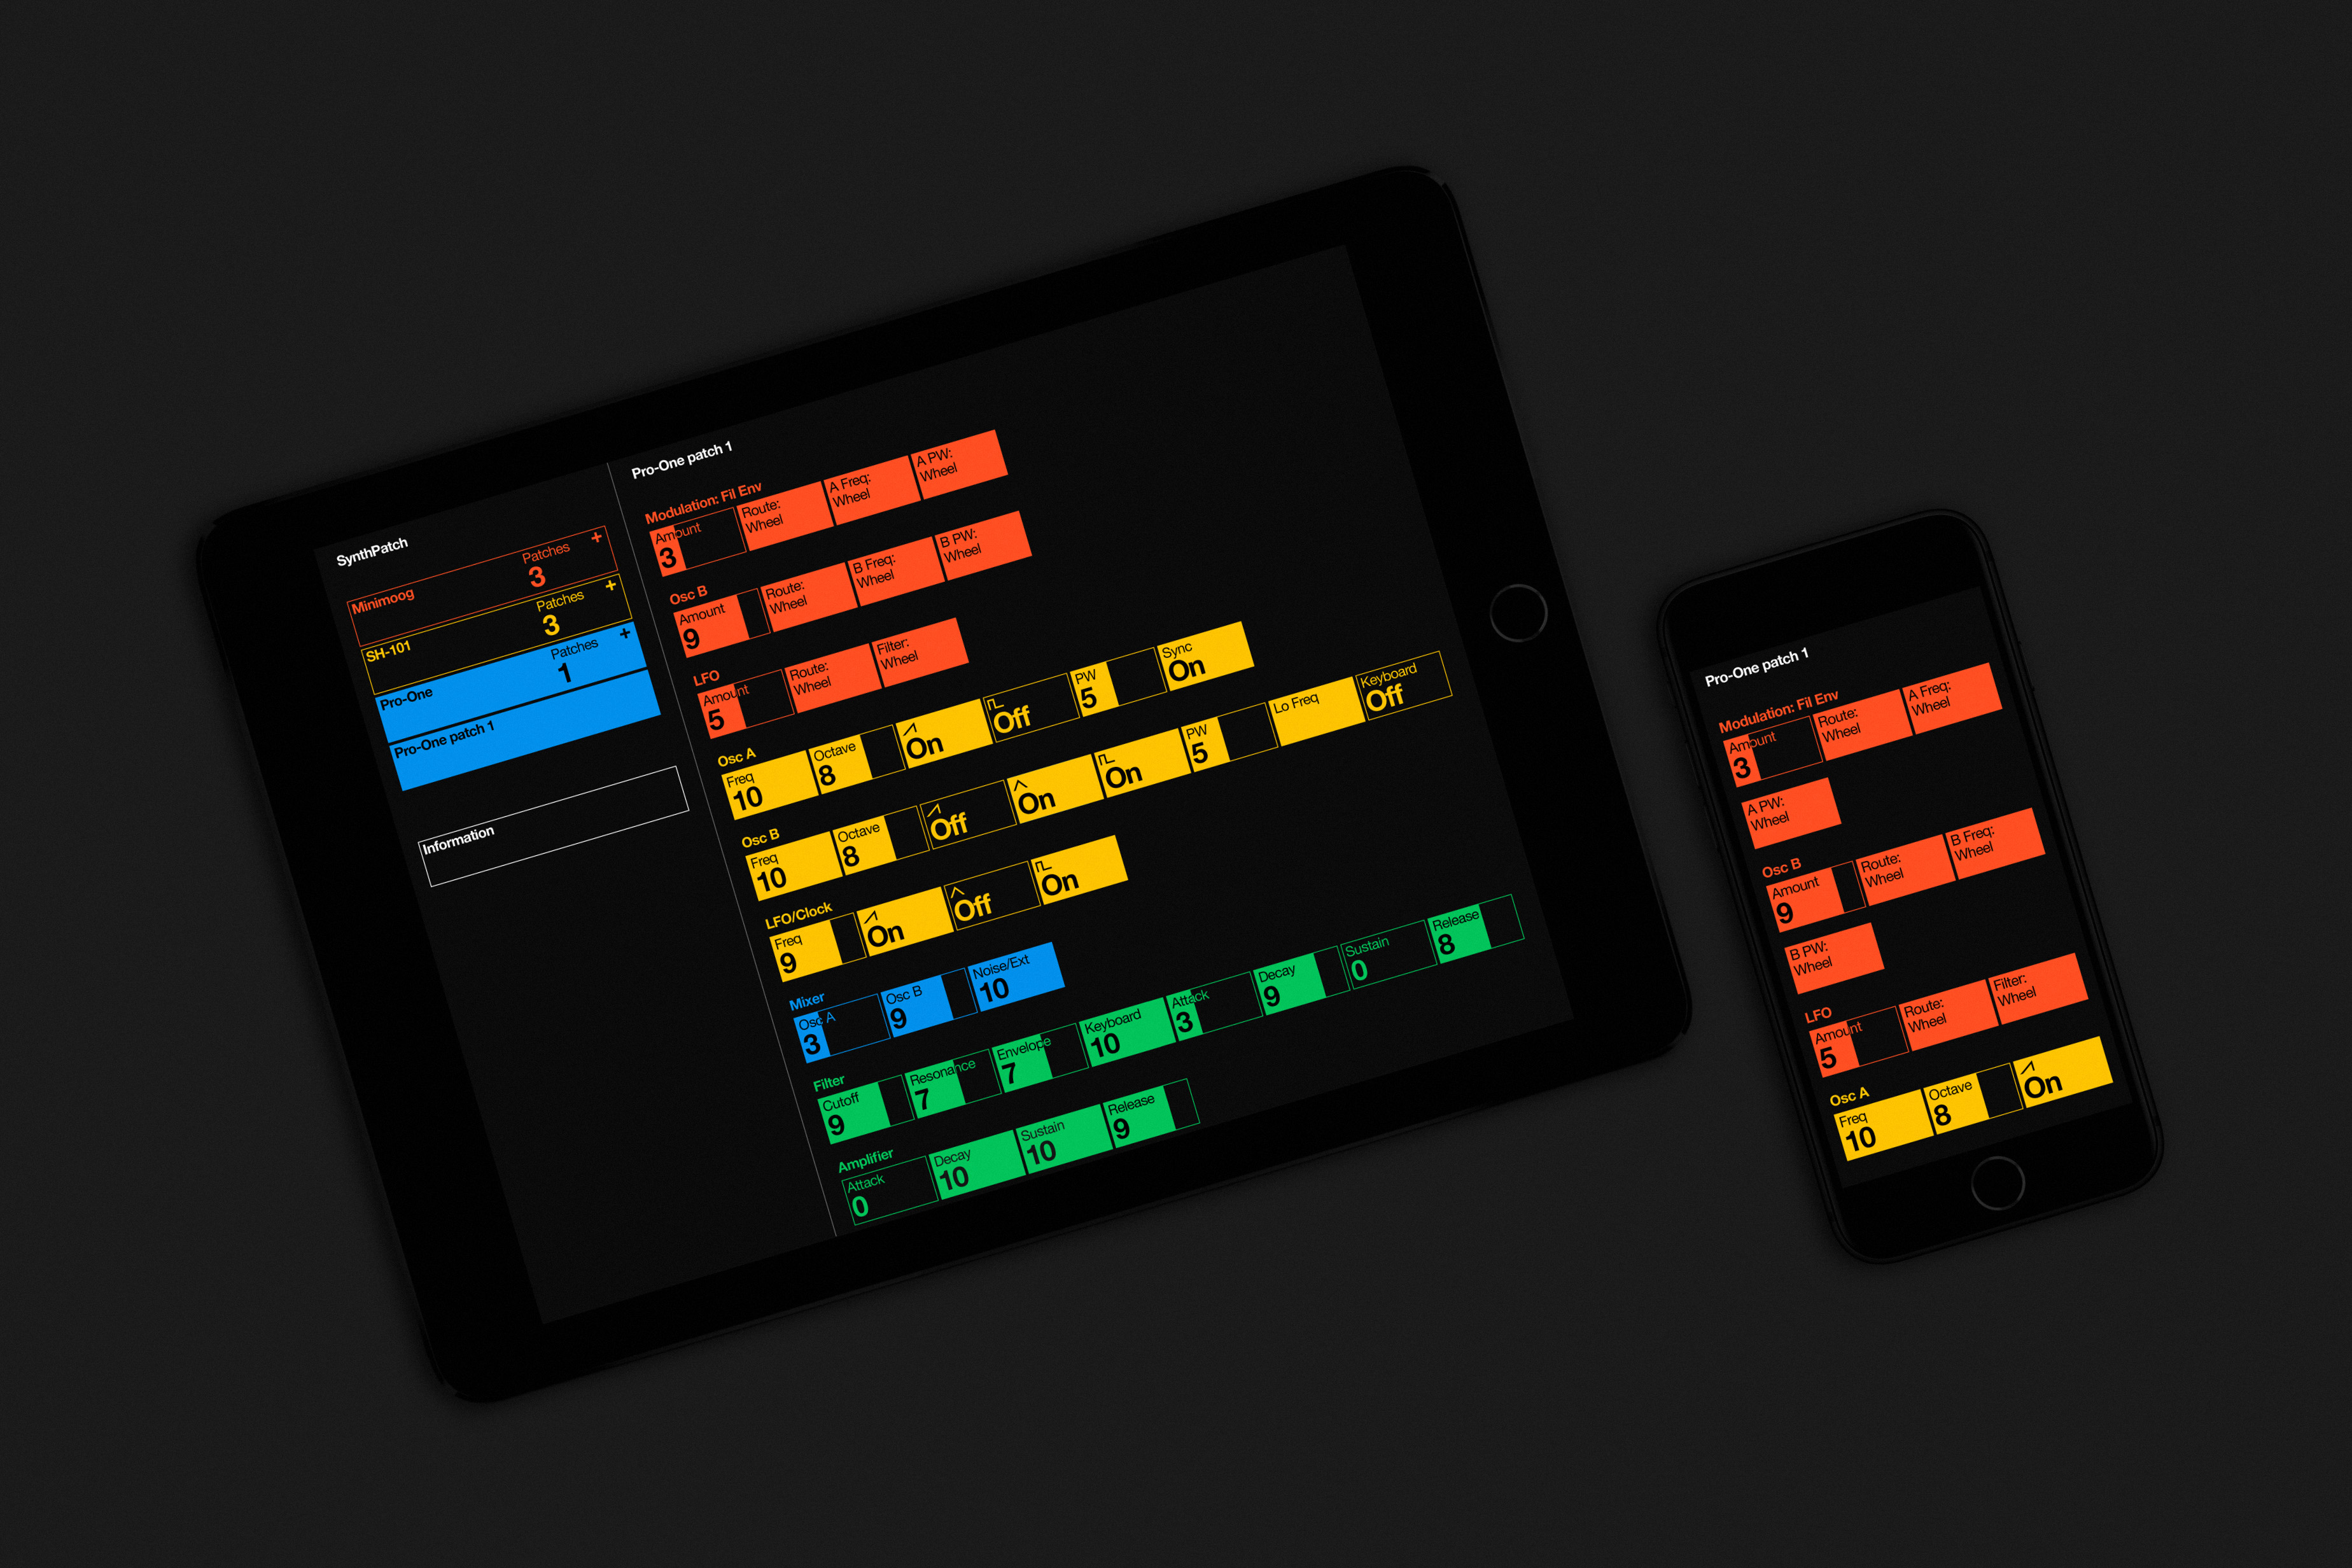 SynthPatch
Minimoog
Patches
3
+
SH-101
Patches
3
+
Pro-One
Patches
1
+
Pro-One patch 1
Information
Pro-One patch 1
Modulation: Fil Env
Amount
3
Route:
Wheel
A Freq:
Wheel
A PW:
Wheel
Osc B
Amount
9
Route:
Wheel
B Freq:
Wheel
B PW:
Wheel
LFO
Amount
5
Route:
Wheel
Filter:
Wheel
Osc A
Freq
10
Octave
8
On
Off
PW
5
Sync
On
Osc B
Freq
10
Octave
8
Off
On
On
PW
5
Lo Freq
Keyboard
Off
LFO/Clock
Freq
9
On
Off
On
Mixer
Osc A
3
Osc B
9
Noise/Ext
10
Filter
Cutoff
9
Resonance
7
Envelope
7
Keyboard
10
Attack
3
Decay
9
Sustain
0
Release
8
Amplifier
Attack
0
Decay
10
Sustain
10
Release
9
Pro-One patch 1
Modulation: Fil Env
Amount
3
Route:
Wheel
A Freq:
Wheel
A PW:
Wheel
Osc B
Amount
9
Route:
Wheel
B Freq:
Wheel
B PW:
Wheel
LFO
Amount
5
Route:
Wheel
Filter:
Wheel
Osc A
Freq
10
Octave
8
On